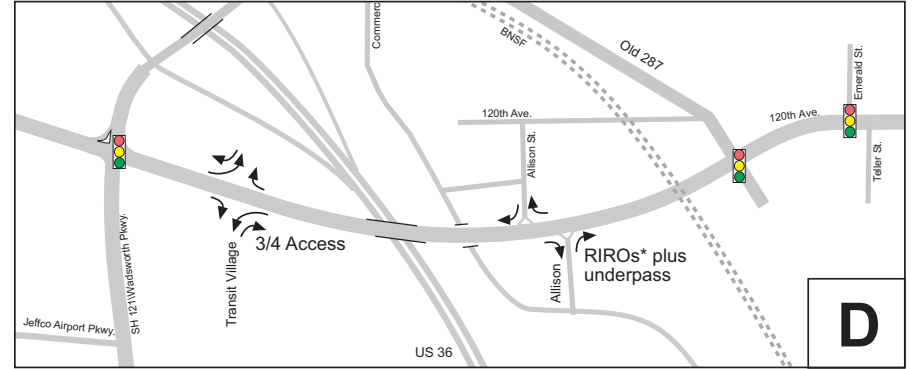 Commerc
BNSF
Old 287
Emerald St.
120th Ave.
120th Ave.
Allison St.
Teller St.
SH 121\Wadsworth Pkwy.
Transit Village
3/4 Access
Allison
RIROs* plus
underpass
Jeffco Airport Pkwy.
US 36
D